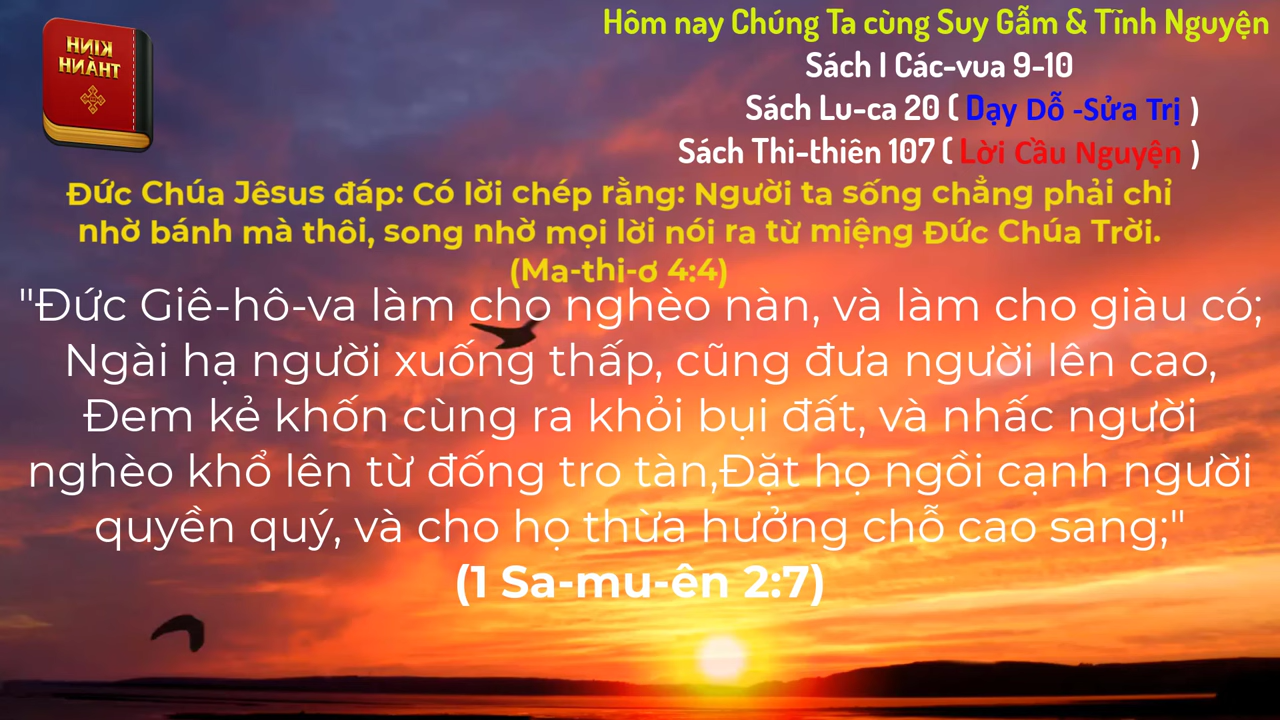 KINH
THÁNH
Hôm nay Chúng Ta cùng Suy Gẫm & Tĩnh Nguyện
Sách I Các-vua 9-10
Sách Lu-ca 20 ( Dạy Dỗ -Sửa Trị )
Sách Thi-thiên 107 ( Lời Cầu Nguyện )
Đức Chúa Jêsus đáp: Có lời chép rằng: Người ta sống chẳng phải chỉ
nhờ bánh mà thôi, song nhờ mọi lời nói ra từ miệng Đức Chúa Trời.
(Ma-thi-ơ 4:4)
"Đức Giê-hô-va làm cho nghèo nàn, và làm cho giàu có;
Ngài hạ người xuống thấp, cũng đưa người lên cao,
Đem kẻ khốn cùng ra khỏi bụi đất, và nhấc người
nghèo khổ lên từ đống tro tàn,Đặt họ ngồi cạnh người
quyền quý, và cho họ thừa hưởng chỗ cao sang;"
(1 Sa-mu-ên 2:7)